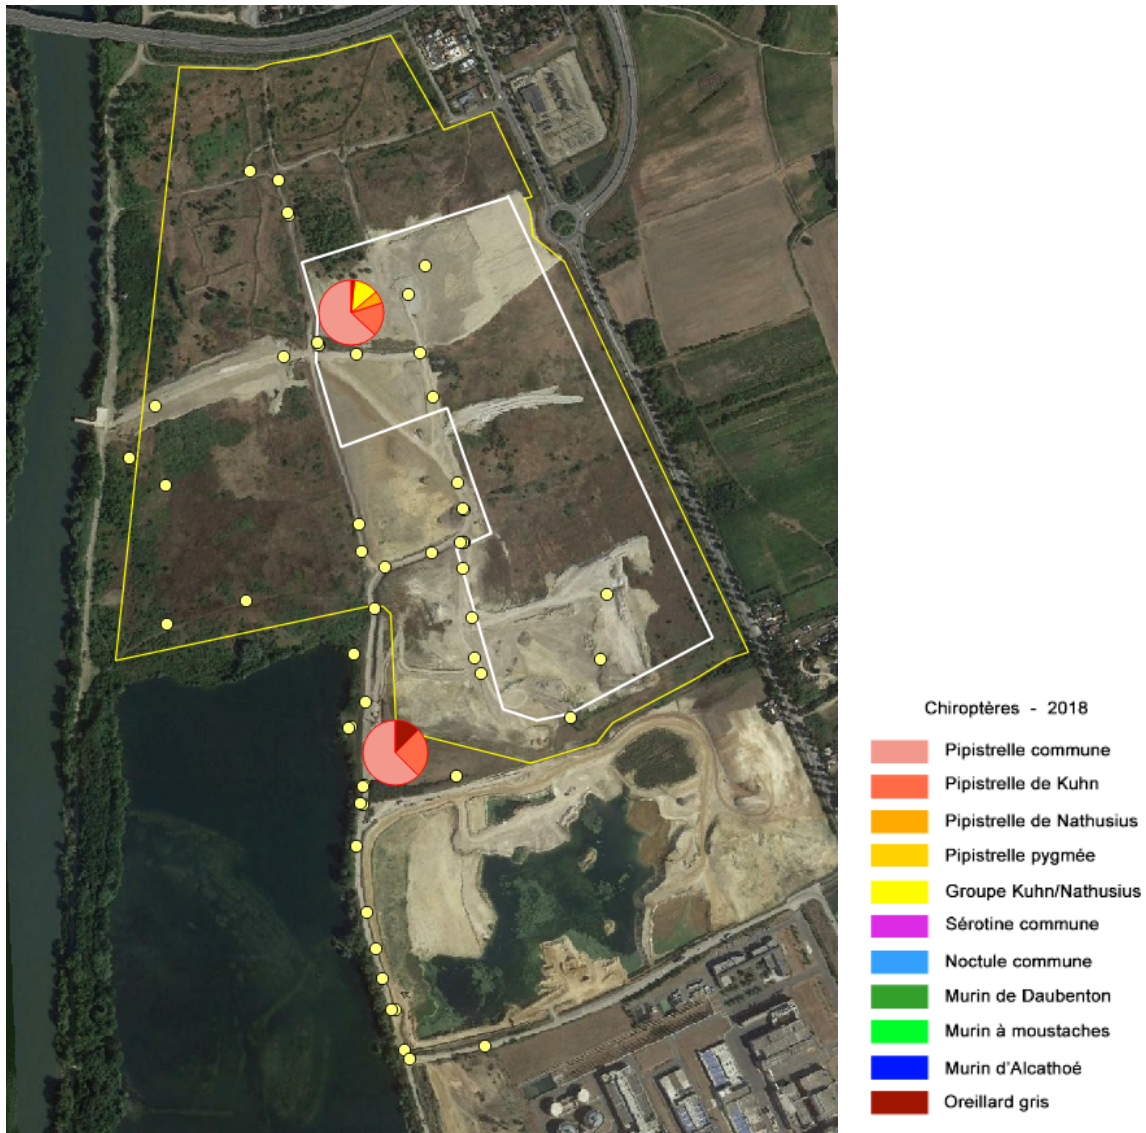 Chiroptères - 2018
Pipistrelle commune
Pipistrelle de Kuhn
Pipistrelle de Nathusius
Pipistrelle pygmée
Groupe Kuhn/Nathusius
Sérotine commune
Noctule commune
Murin de Daubenton
Murin à moustaches
Murin d'Alcathoé
Oreillard gris